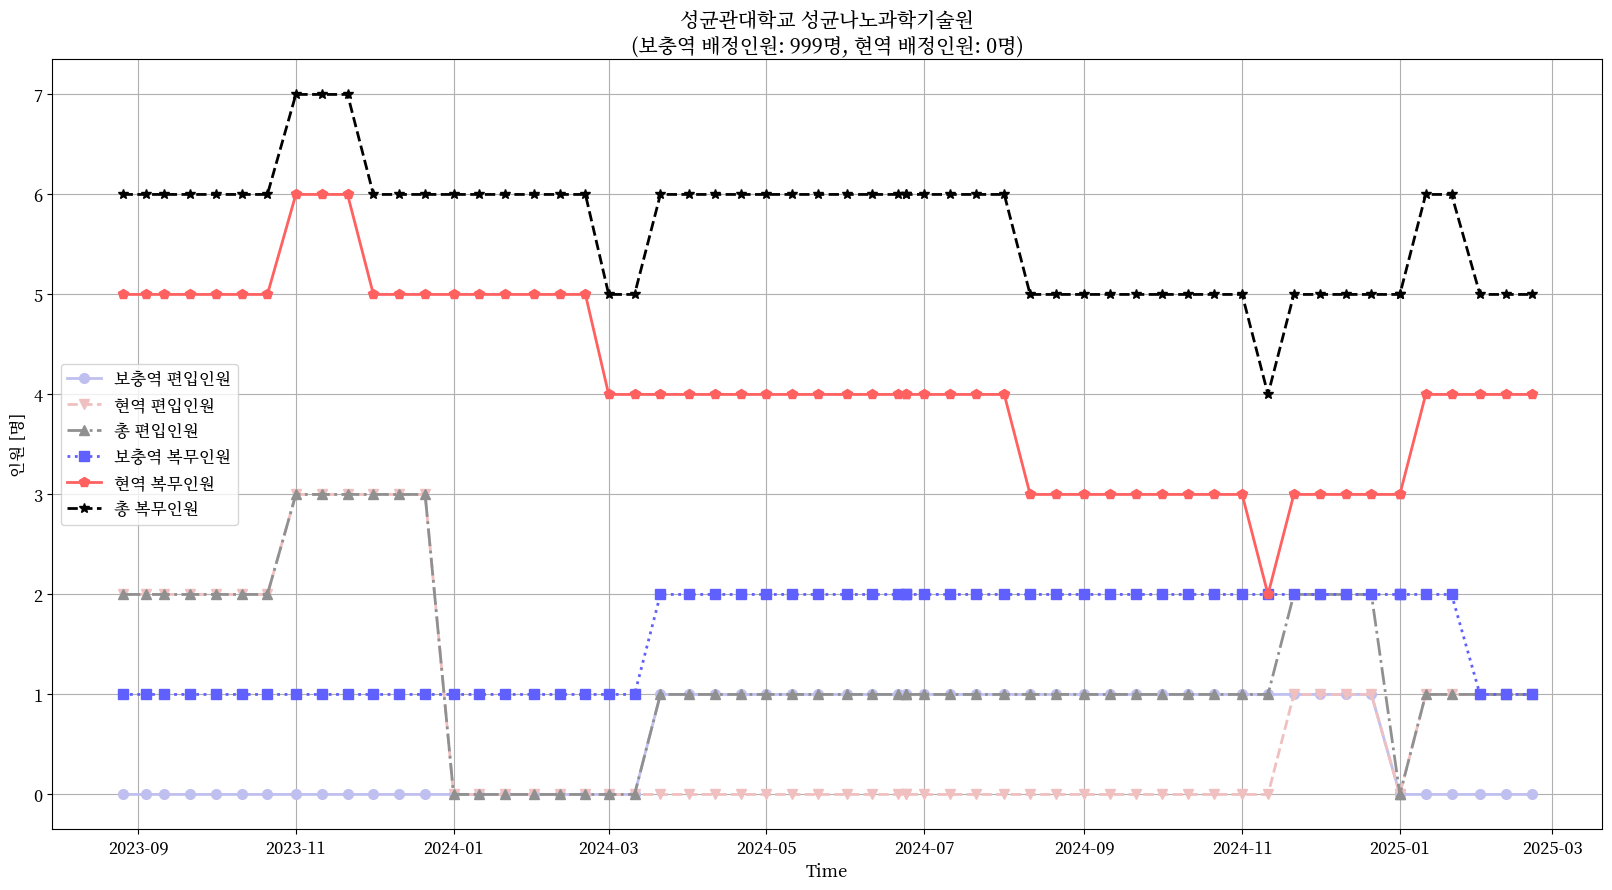 성균관대학교 성균나노과학기술원
(보충역 배정인원: 999명, 현역 배정인원: 0명)
7
6
5
4
3
2
1
0
인원 [명]
보충역 편입인원
현역 편입인원
총 편입인원
보충역 복무인원
현역 복무인원
총 복무인원
2023-09
2023-11
2024-01
2024-03
2024-05
2024-07
2024-09
2024-11
2025-01
2025-03
Time